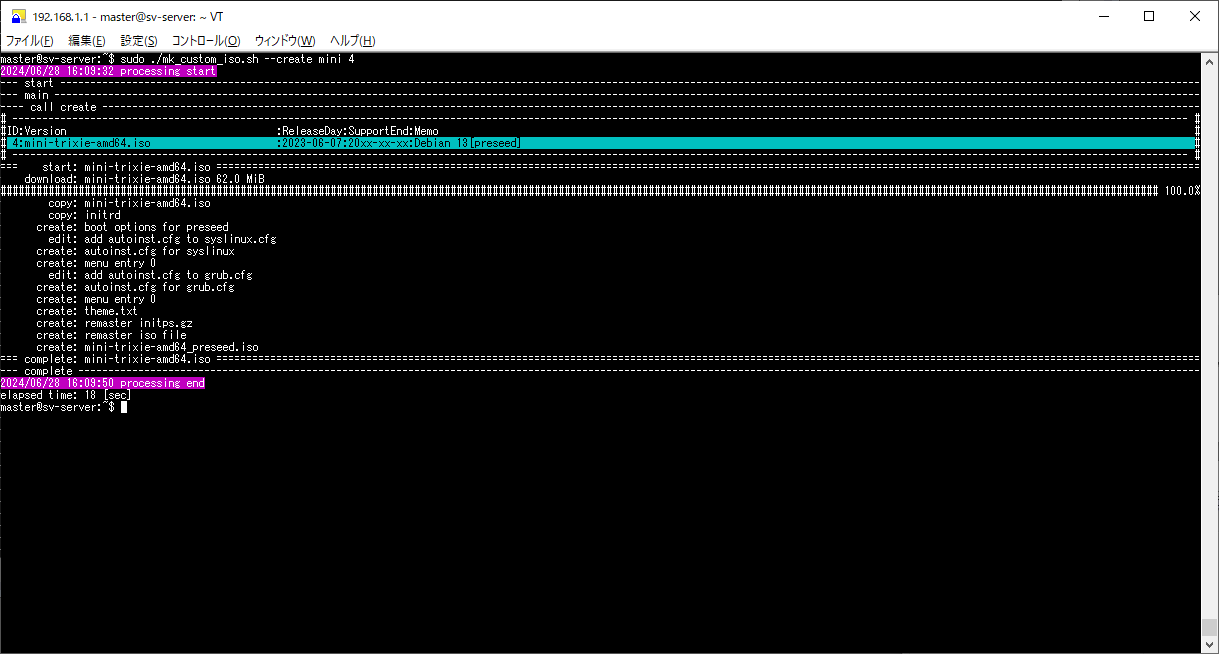 192.168.1.1 - master@sv-server: ~ VT
ファイル(F) 編集(E) 設定(S) コントロール(O) ウィンドウ(W) ヘルプ(H)
master@sv-server:~$ sudo ./mk_custom_iso.sh --create mini 4
2024/06/28 16:09:32 processing start
--- start ---
--- main ---
---- call create ---
#ID:Version :ReleaseDay:SupportEnd:Memo #
# 4:mini-trixie-amd64.iso :2023-06-07:20xx-xx-xx:Debian 13[preseed] #
=== start: mini-trixie-amd64.iso ===
download: mini-trixie-amd64.iso 62.0 MiB
################ 100.0%
copy: mini-trixie-amd64.iso
copy: initrd
create: boot options for preseed
edit: add autoinst.cfg to syslinux.cfg
create: autoinst.cfg for syslinux
create: menu entry 0
edit: add autoinst.cfg to grub.cfg
create: autoinst.cfg for grub.cfg
create: menu entry 0
create: theme.txt
create: remaster initps.gz
create: remaster iso file
create: mini-trixie-amd64_preseed.iso
=== complete: mini-trixie-amd64.iso ===
--- complete ---
2024/06/28 16:09:50 processing end
elapsed time: 18 [sec]
master@sv-server:~$